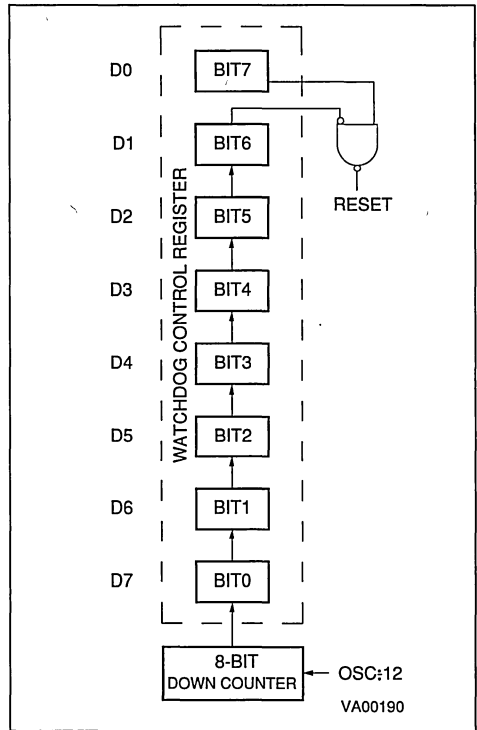 D0 BIT7
D1 BIT6
RESET
D2 BIT5
D3 BIT4
D4 BIT3
D5 BIT2
D6 BIT1
D7 BIT0
WATCHDOG CONTROL REGISTER
8-BIT
DOWN COUNTER
OSC:12
VA00190